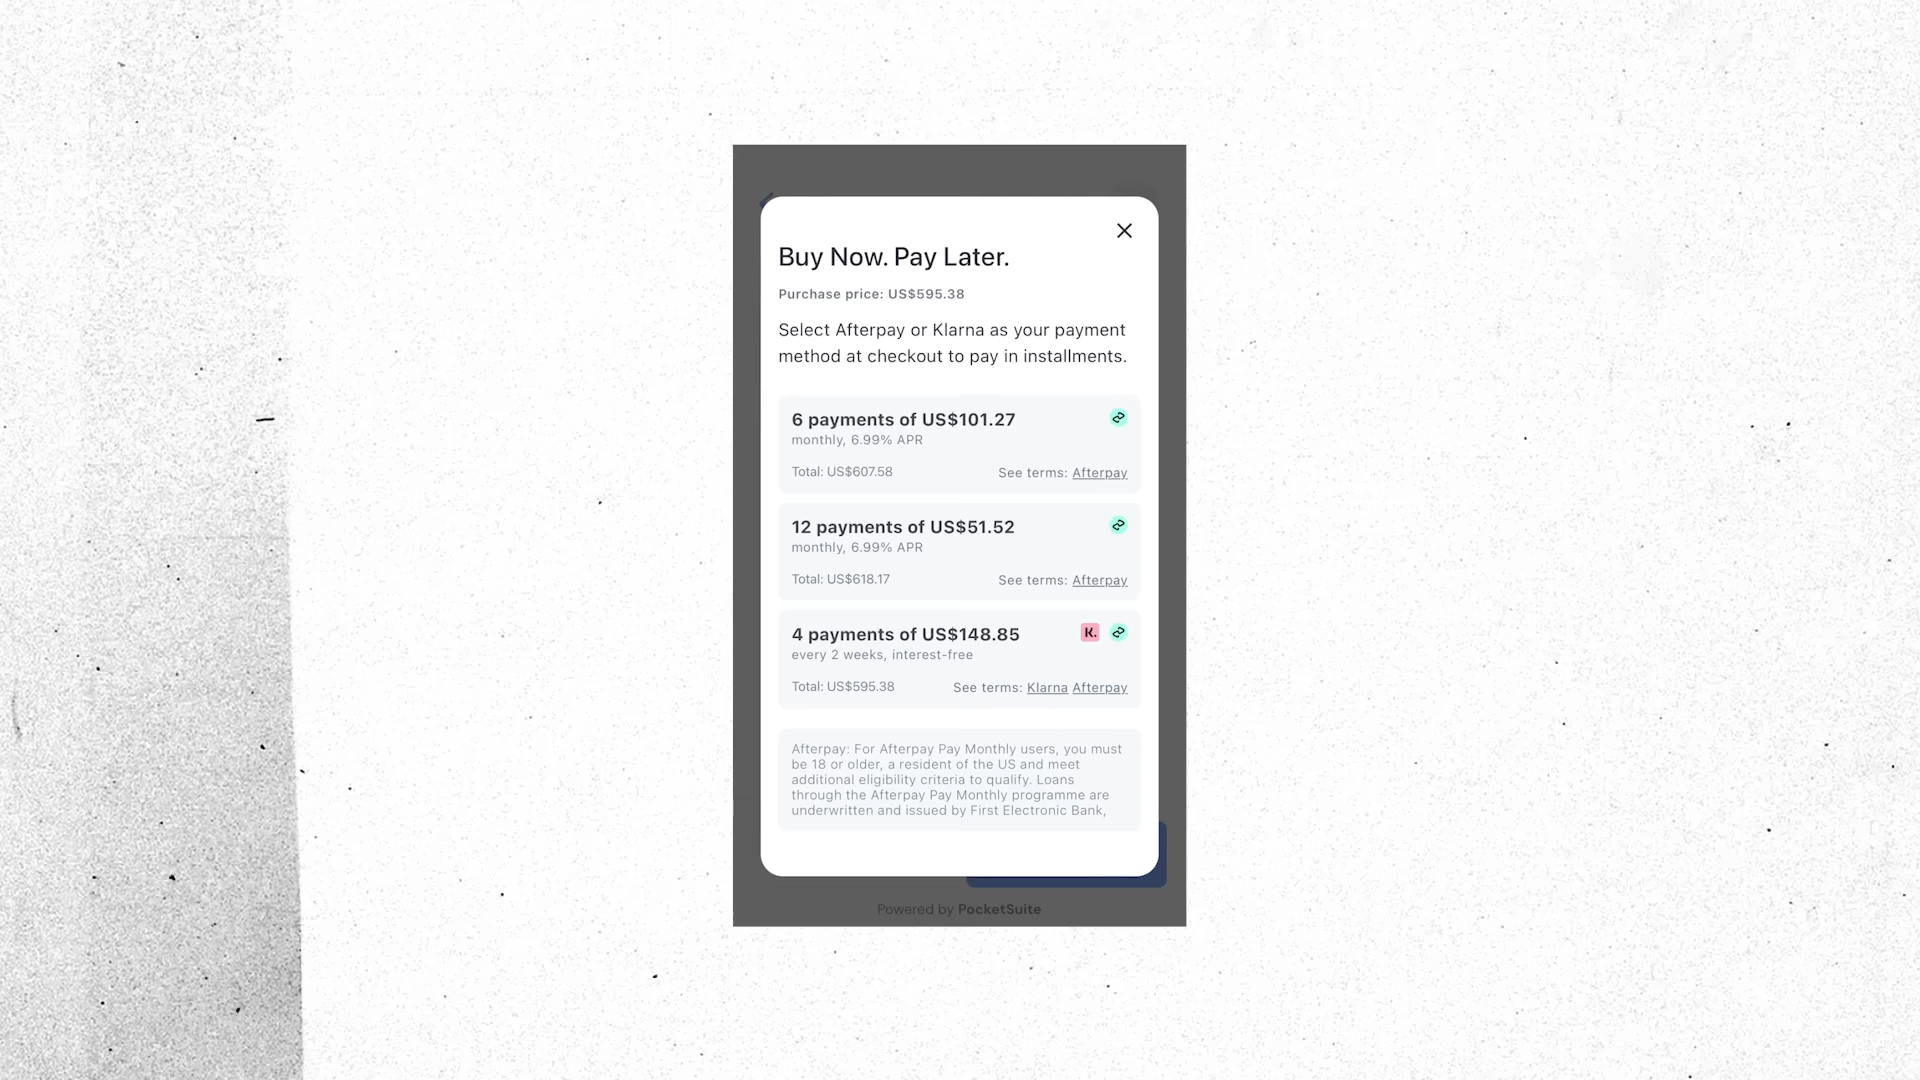 Buy Now. Pay Later.
Purchase price: US$595.38
Select Afterpay or Klarna as your payment
method at checkout to pay in installments.
6 payments of US$101.27
monthly, 6.99% APR
Total: US$607.58 See terms: Afterpay
12 payments of US$51.52
monthly, 6.99% APR
Total: US$618.17 See terms: Afterpay
4 payments of US$148.85 K.
every 2 weeks, interest-free
Total: US$595.38 See terms: Klarna Afterpay
Afterpay: For Afterpay Pay Monthly users, you must
be 18 or older, a resident of the US and meet
additional eligibility criteria to qualify. Loans
through the Afterpay Pay Monthly programme are
underwritten and issued by First Electronic Bank,
Powered by PocketSuite